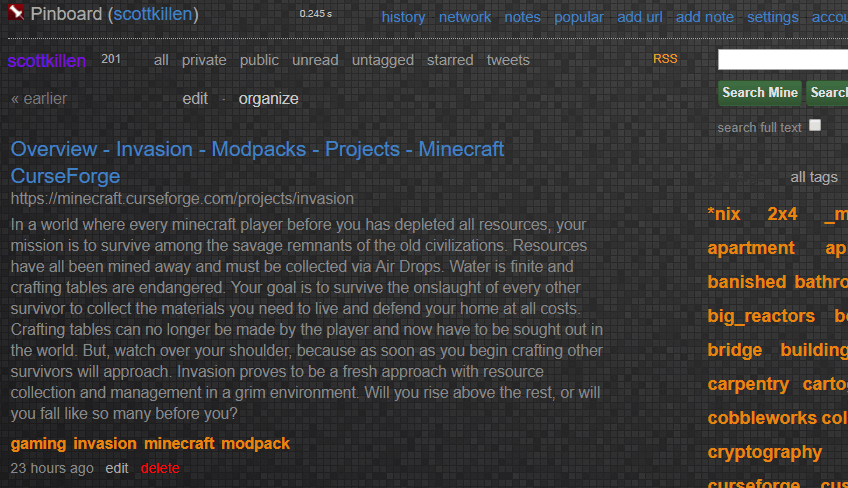 Pinboard (scottkillen) 0.245 s history network notes popular add url add note settings accou
scottkillen 201 all private public unread untagged starred tweets RSS
Search Mine Search
« earlier edit · organize
search full text
Overview - Invasion - Modpacks - Projects - Minecraft
CurseForge
https://minecraft.curseforge.com/projects/invasion
In a world where every minecraft player before you has depleted all resources, your
mission is to survive among the savage remnants of the old civilizations. Resources
have all been mined away and must be collected via Air Drops. Water is finite and
crafting tables are endangered. Your goal is to survive the onslaught of every other
survivor to collect the materials you need to live and defend your home at all costs.
Crafting tables can no longer be made by the player and now have to be sought out in
the world. But, watch over your shoulder, because as soon as you begin crafting other
survivors will approach. Invasion proves to be a fresh approach with resource
collection and management in a grim environment. Will you rise above the rest, or will
you fall like so many before you?
gaming invasion minecraft modpack
23 hours ago edit delete
all tags
*nix 2x4 _m
apartment ap
banished bathro
big_reactors be
bridge building
carpentry carto
cobbleworks col
cryptography
curseforge cus